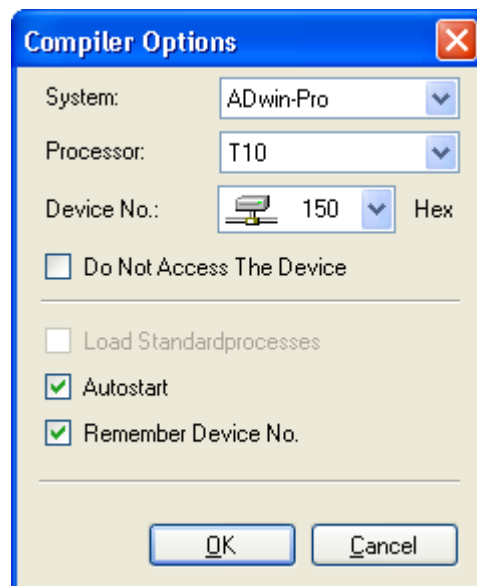 Compiler Options
System: ADwin-Pro
Processor: T10
Device No.: 150 Hex
Do Not Access The Device
Load Standardprocesses
Autostart
Remember Device No.
OK Cancel